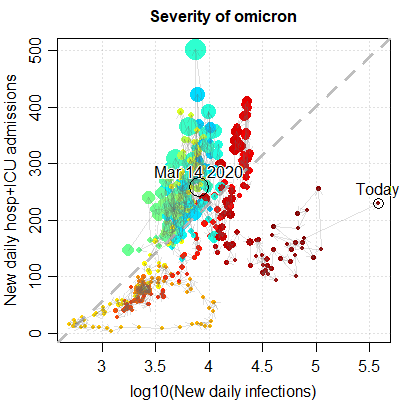 Severity of omicron
New daily hosp+ICU admissions
500
400
300
200
100
0
Mar 14 2020
Today
3
3.5
4
4.5
5
5.5
log10(New daily infections)